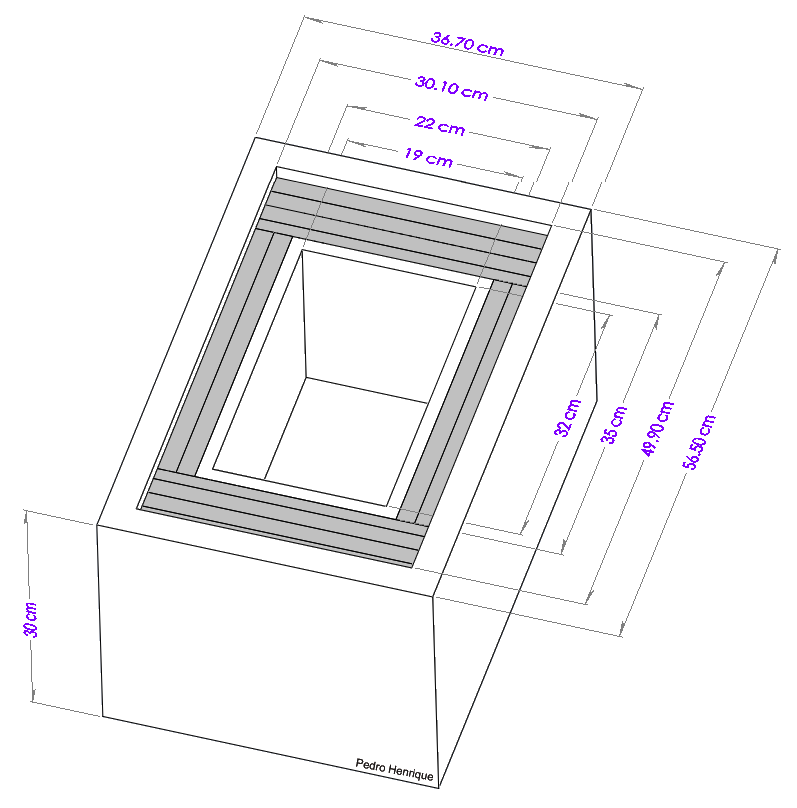 36.70 cm
30.10 cm
22 cm
19 cm
32 cm
35 cm
49.90 cm
56.50 cm
30 cm
Pedro Henrique